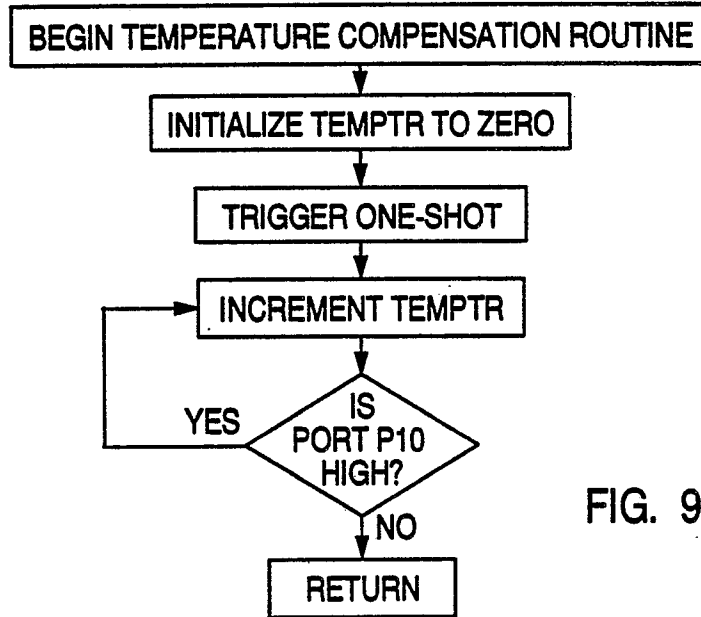 BEGIN TEMPERATURE COMPENSATION ROUTINE
INITIALIZE TEMPTR TO ZERO
TRIGGER ONE-SHOT
INCREMENT TEMPTR
YES
IS
PORT P10
HIGH?
NO
RETURN
FIG. 9